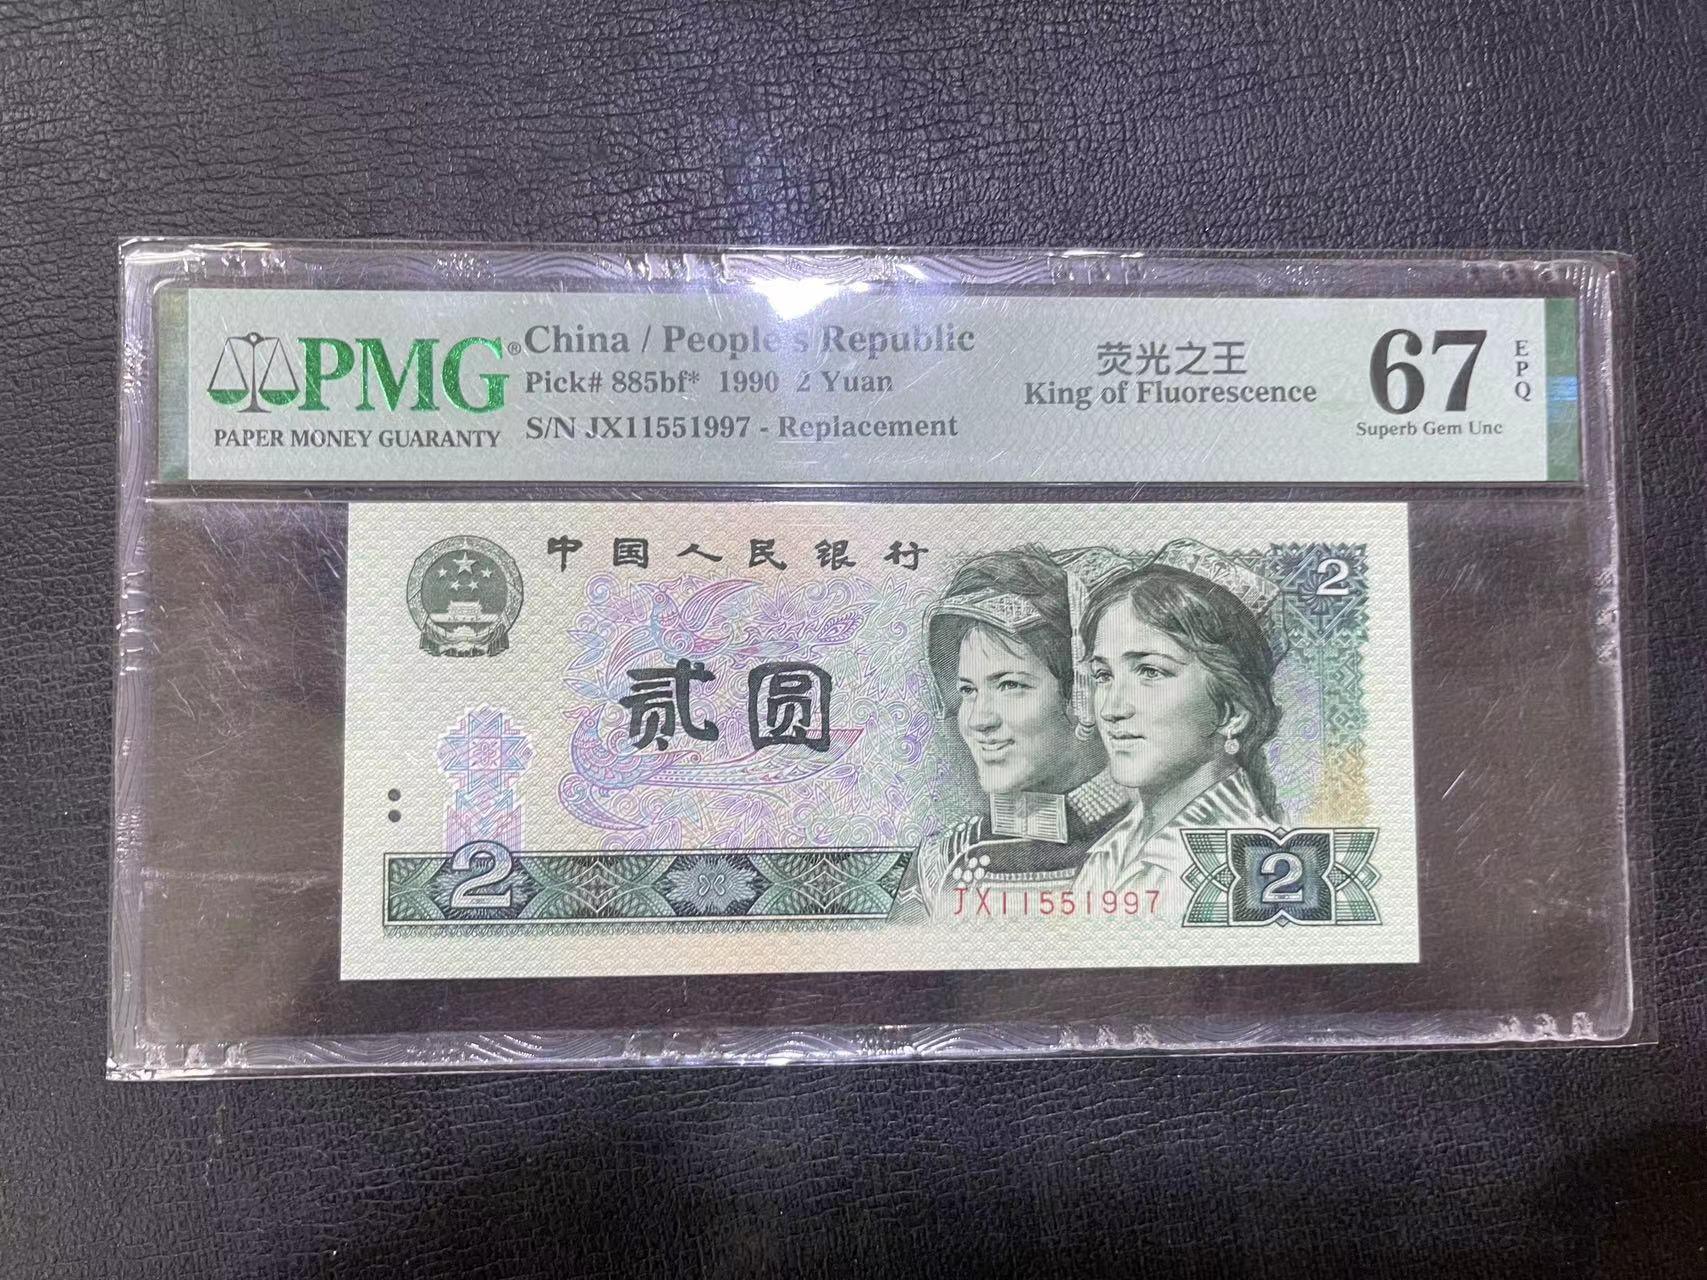 PMG®
PAPER MONEY GUARANTY
China / People's Republic
Pick# 885bf* 1990 2 Yuan
S/N JX11551997 - Replacement
荧光之王
King of Fluorescence
67
EPQ
Superb Gem Unc
中国人民银行
2
贰圆
2
JX11551997
2